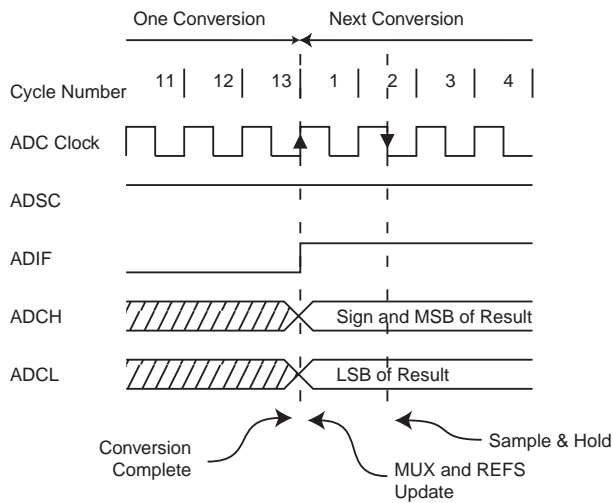 One Conversion Next Conversion
Cycle Number 11 12 13 1 2 3 4
ADC Clock
ADSC
ADIF
ADCH Sign and MSB of Result
ADCL LSB of Result
Conversion
Complete
MUX and REFS
Update
Sample & Hold